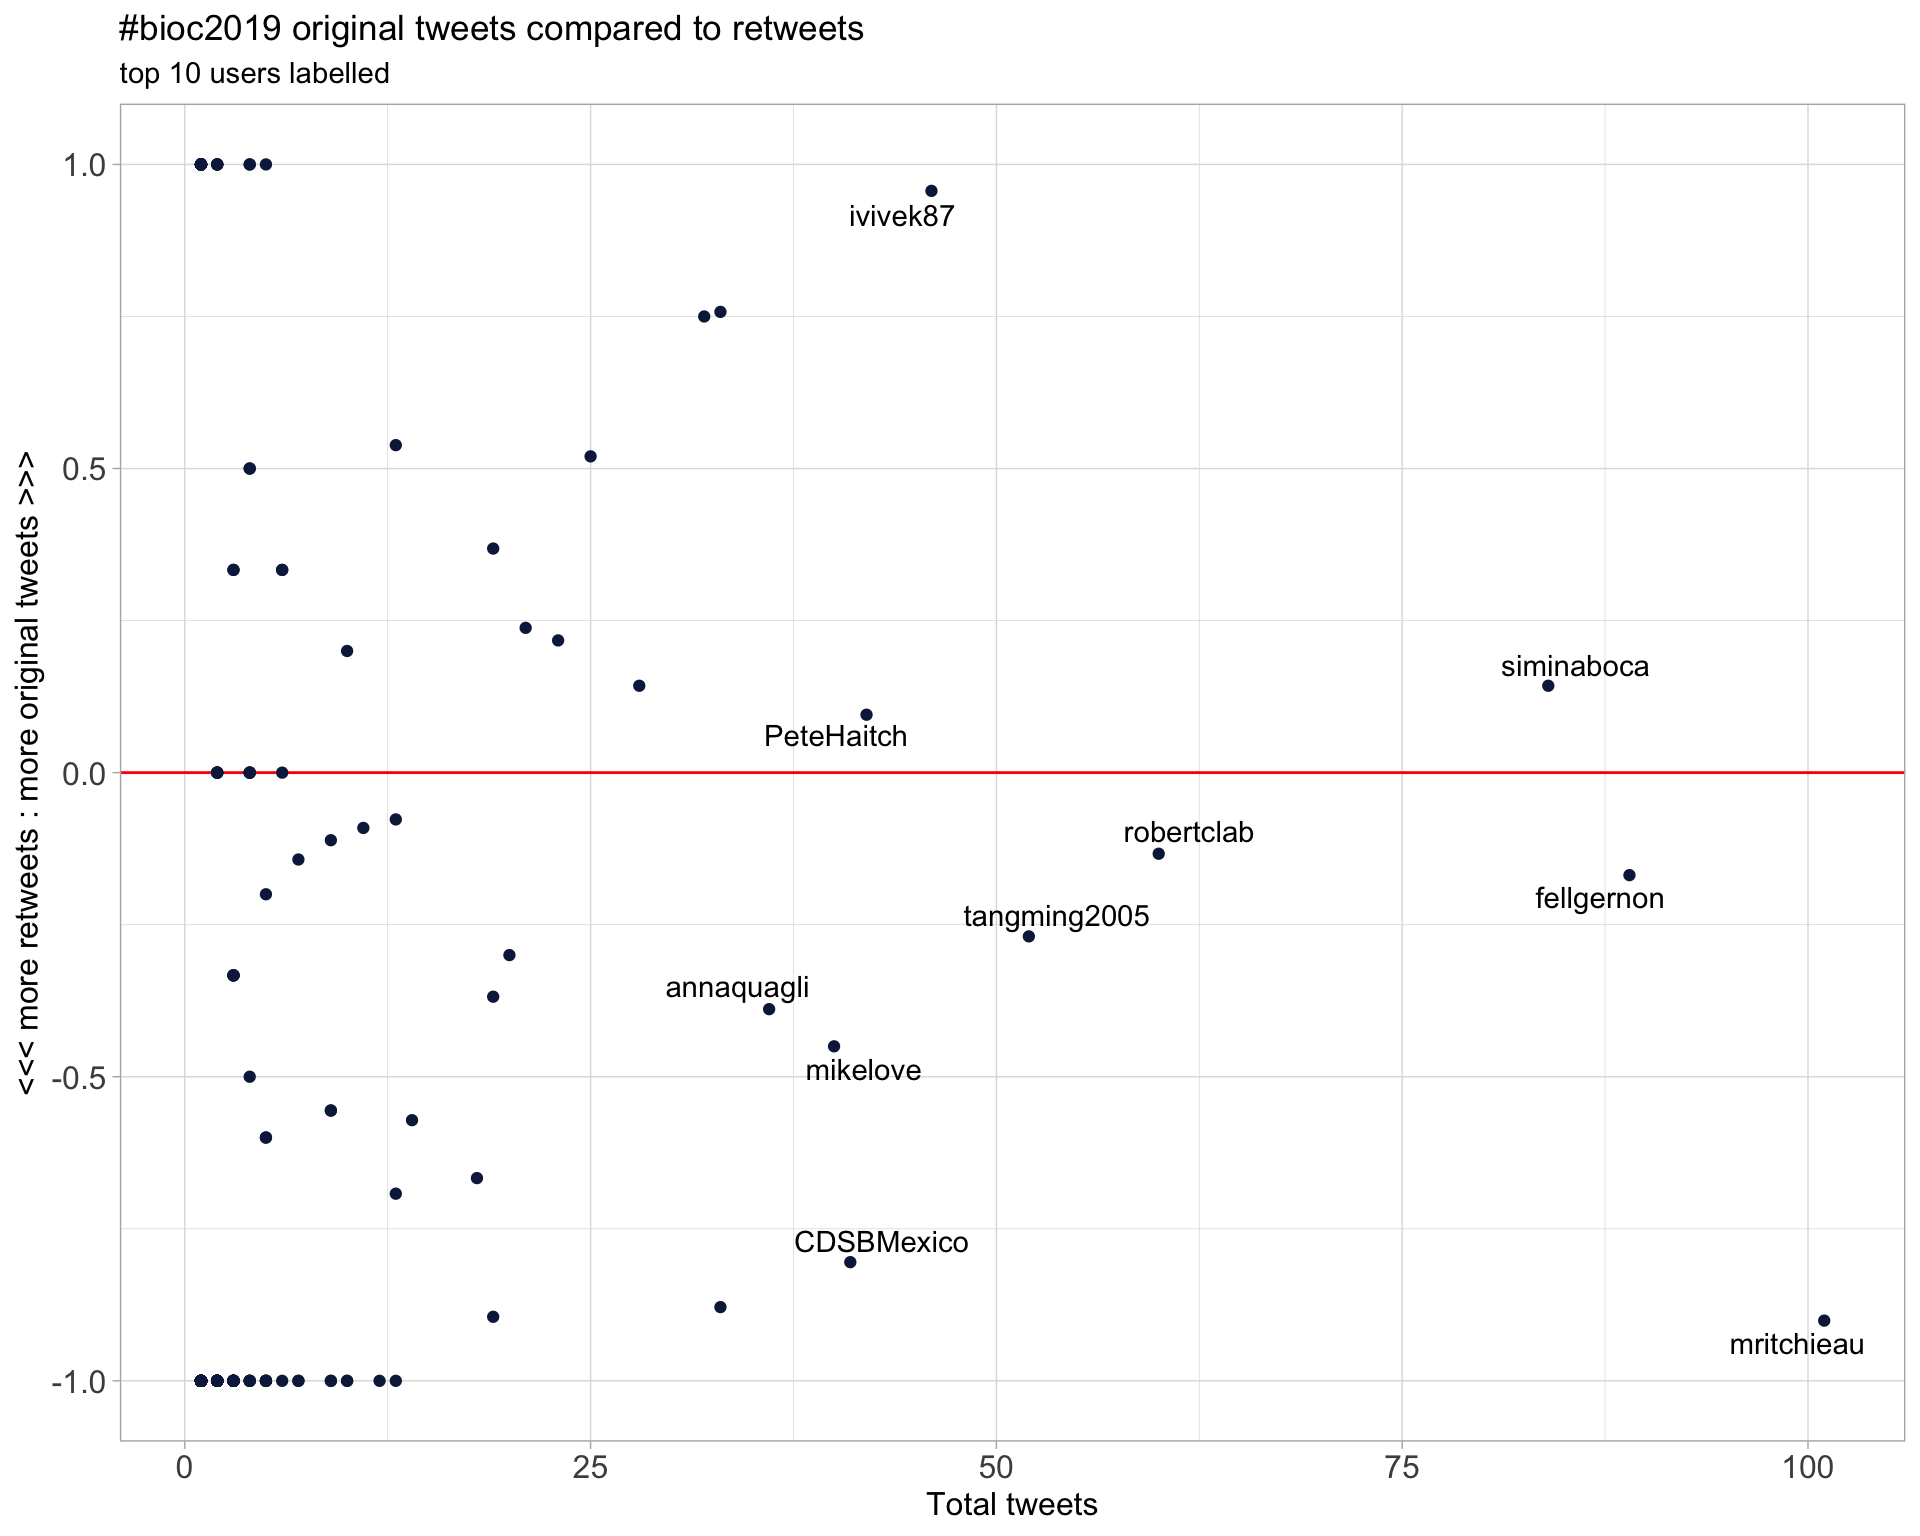 #bioc2019 original tweets compared to retweets
top 10 users labelled
<<< more retweets : more original tweets >>>
1.0
0.5
0.0
-0.5
-1.0
ivivek87
siminaboca
PeteHaitch
robertclab
fellgernon
tangming2005
annaquagli
mikelove
CDSBMexico
mritchieau
0
25
50
75
100
Total tweets